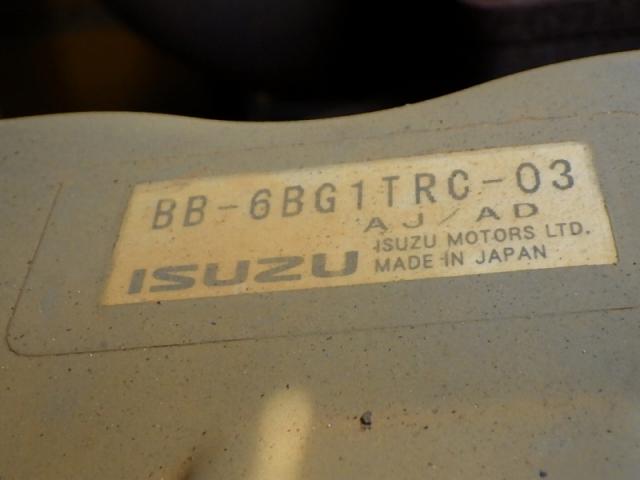 BB-6BG1TRC-03
AJ/AD
ISUZU
ISUZU MOTORS LTD.
MADE IN JAPAN